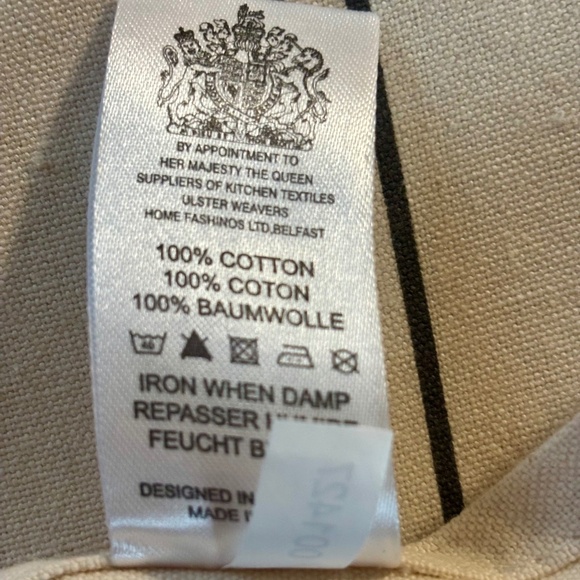 BY APPOINTMENT TO
HER MAJESTY THE QUEEN
SUPPLIERS OF KITCHEN TEXTILES
ULSTER WEAVERS
HOME FASHINOS LTD,BELFAST
100% COTTON
100% COTON
100% BAUMWOLLE
40
IRON WHEN DAMP
REPASSER
FEUCHT
DESIGNED IN
MADE